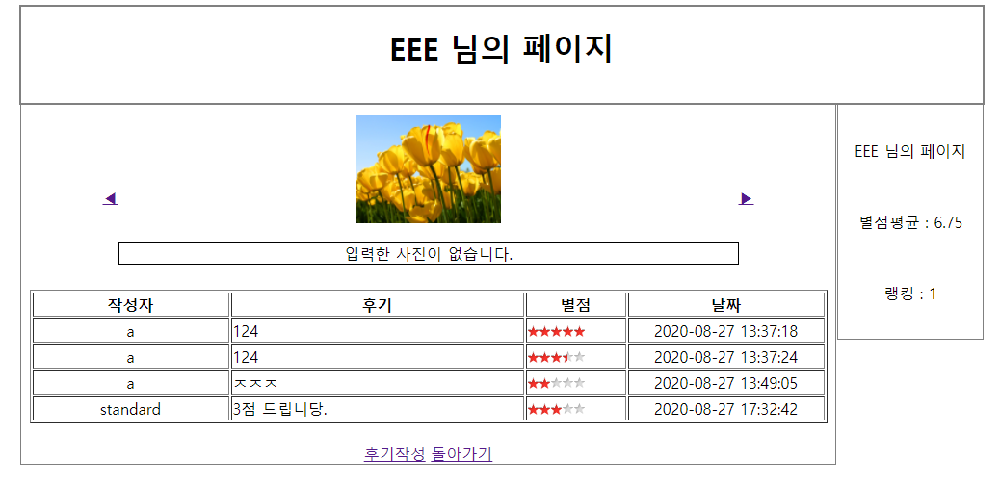 EEE 님의 페이지
◀ ▶
입력한 사진이 없습니다.
작성자 후기 별점 날짜
a 124 ★★★★★ 2020-08-27 13:37:18
a 124 ★★★★★ 2020-08-27 13:37:24
a ㅈㅈㅈ ★★★★★ 2020-08-27 13:49:05
standard 3점 드립니당. ★★★★★ 2020-08-27 17:32:42
후기작성 돌아가기
EEE 님의 페이지
별점평균 : 6.75
랭킹 : 1